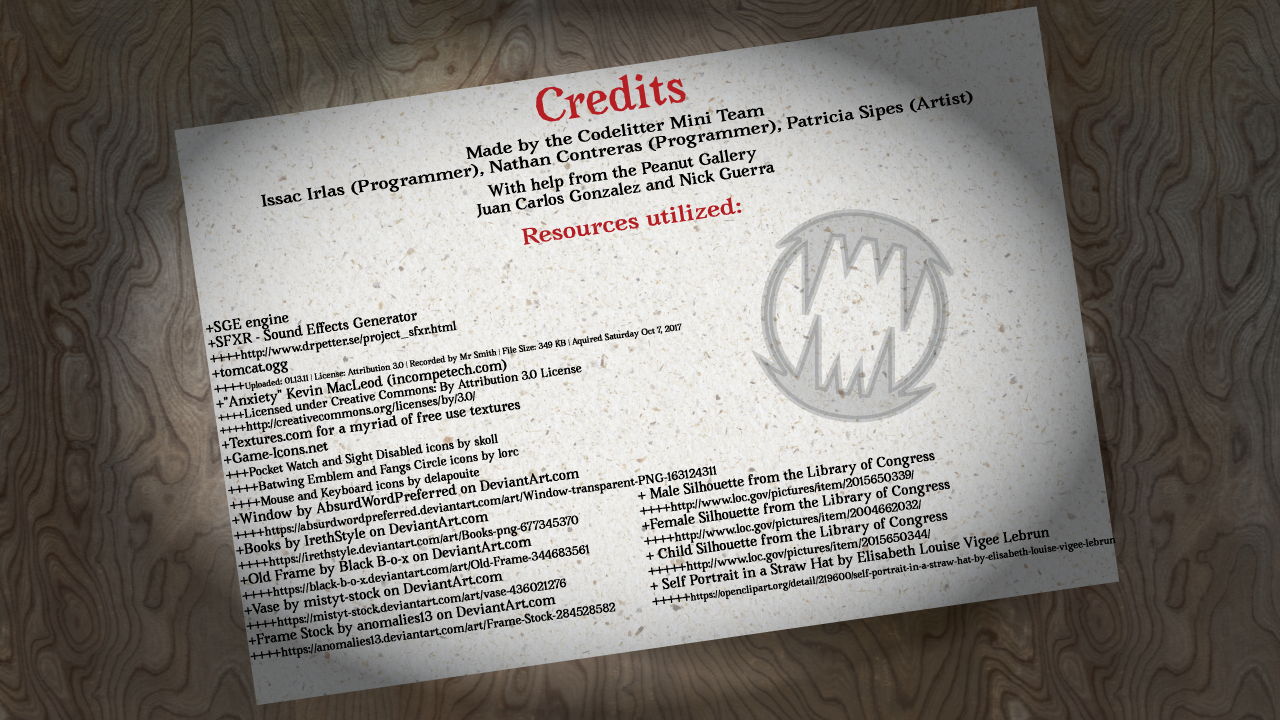 Credits
Made by the Codelitter Mini Team
Issac Irlas (Programmer), Nathan Contreras (Programmer), Patricia Sipes (Artist)
With help from the Peanut Gallery
Juan Carlos Gonzalez and Nick Guerra
Resources utilized:
+SGE engine
+SFXR - Sound Effects Generator
++++http://www.drpetter.se/project_sfxr.html
+tomcat.ogg
++++Uploaded: 01.13.11 | License: Attribution 3.0 | Recorded by Mr Smith | File Size: 349 KB | Aquired Saturday Oct 7, 2017
+"Anxiety" Kevin MacLeod (incompetech.com)
++++Licensed under Creative Commons: By Attribution 3.0 License
++++http://creativecommons.org/licenses/by/3.0/
+Textures.com for a myriad of free use textures
+Game-Icons.net
++++Pocket Watch and Sight Disabled icons by skoll
++++Batwing Emblem and Fangs Circle icons by lorc
++++Mouse and Keyboard icons by delapouite
+Window by AbsurdWordPreferred on DeviantArt.com
++++https://absurdwordpreferred.deviantart.com/art/Window-transparent-PNG-163124311
+Books by IrethStyle on DeviantArt.com
++++https://irethstyle.deviantart.com/art/Books-png-677345370
+Old Frame by Black B-o-x on DeviantArt.com
++++https://black-b-o-x.deviantart.com/art/Old-Frame-344683561
+Vase by mistyt-stock on DeviantArt.com
++++https://mistyt-stock.deviantart.com/art/vase-436021276
+Frame Stock by anomalies13 on DeviantArt.com
++++https://anomalies13.deviantart.com/art/Frame-Stock-284528582
+ Male Silhouette from the Library of Congress
++++http://www.loc.gov/pictures/item/2015650339/
+Female Silhouette from the Library of Congress
++++http://www.loc.gov/pictures/item/2004662032/
+ Child Silhouette from the Library of Congress
+++++http://www.loc.gov/pictures/item/2015650344/
+ Self Portrait in a Straw Hat by Elisabeth Louise Vigeé Lebrun
+++++https://openclipart.org/detail/219600/self-portrait-in-a-straw-hat-by-elisabeth-louise-vigee-lebrun